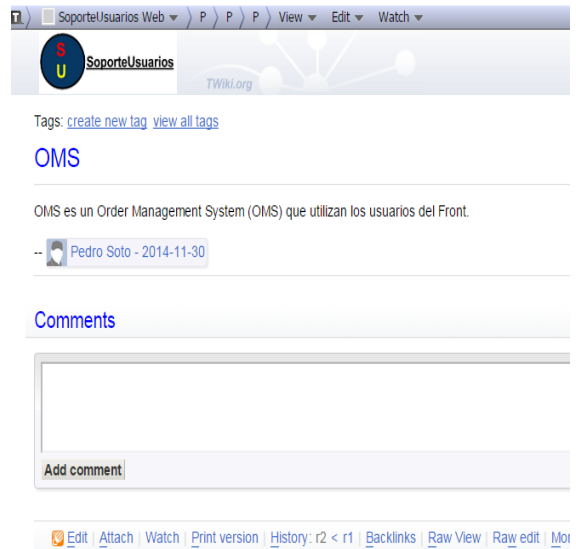 T SoporteUsuarios Web P P P View Edit Watch
S
U
SoporteUsuarios
TWiki.org
Tags: create new tag view all tags
OMS
OMS es un Order Management System (OMS) que utilizan los usuarios del Front.
-- Pedro Soto - 2014-11-30
Comments
Add comment
Edit | Attach | Watch | Print version | History: r2 < r1 | Backlinks | Raw View | Raw edit | Mor